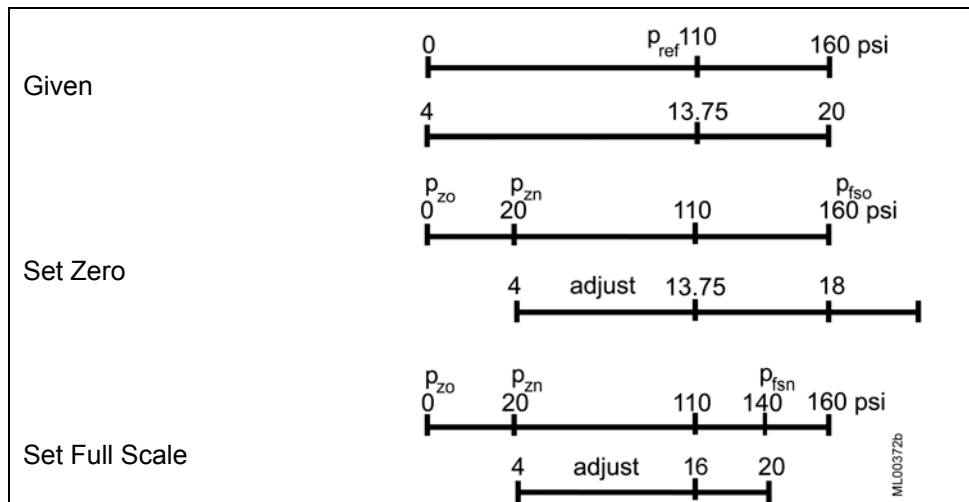 0 p_ref 110 160 psi
Given
4 13.75 20
p_zo p_zn p_fso
0 20 110 160 psi
Set Zero
4 adjust 13.75 18
p_zo p_zn p_fsn
0 20 110 140 160 psi
Set Full Scale
4 adjust 16 20
ML00372b